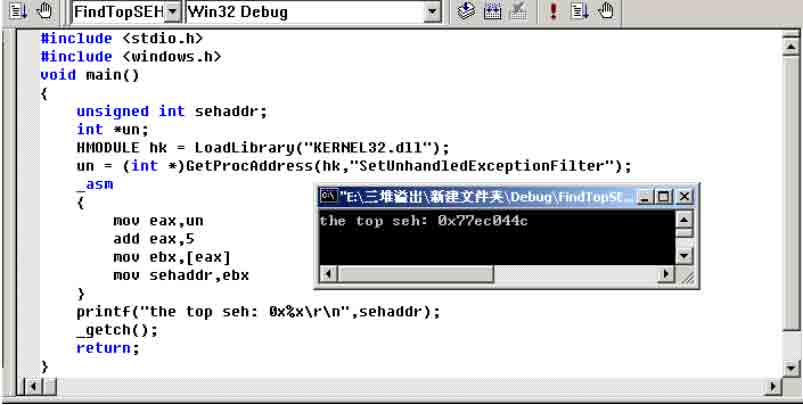 FindTopSEH Win32 Debug
#include <stdio.h>
#include <windows.h>
void main()
{
    unsigned int sehaddr;
    int *un;
    HMODULE hk = LoadLibrary("KERNEL32.dll");
    un = (int *)GetProcAddress(hk,"SetUnhandledExceptionFilter");
    _asm
    {
        mov eax,un
        add eax,5
        mov ebx,[eax]
        mov sehaddr,ebx
    }
    printf("the top seh: 0x%x\r\n",sehaddr);
    _getch();
    return;
}
"E:\三堆溢出\新建文件夹\Debug\FindTopSE...
the top seh: 0x77ec044c